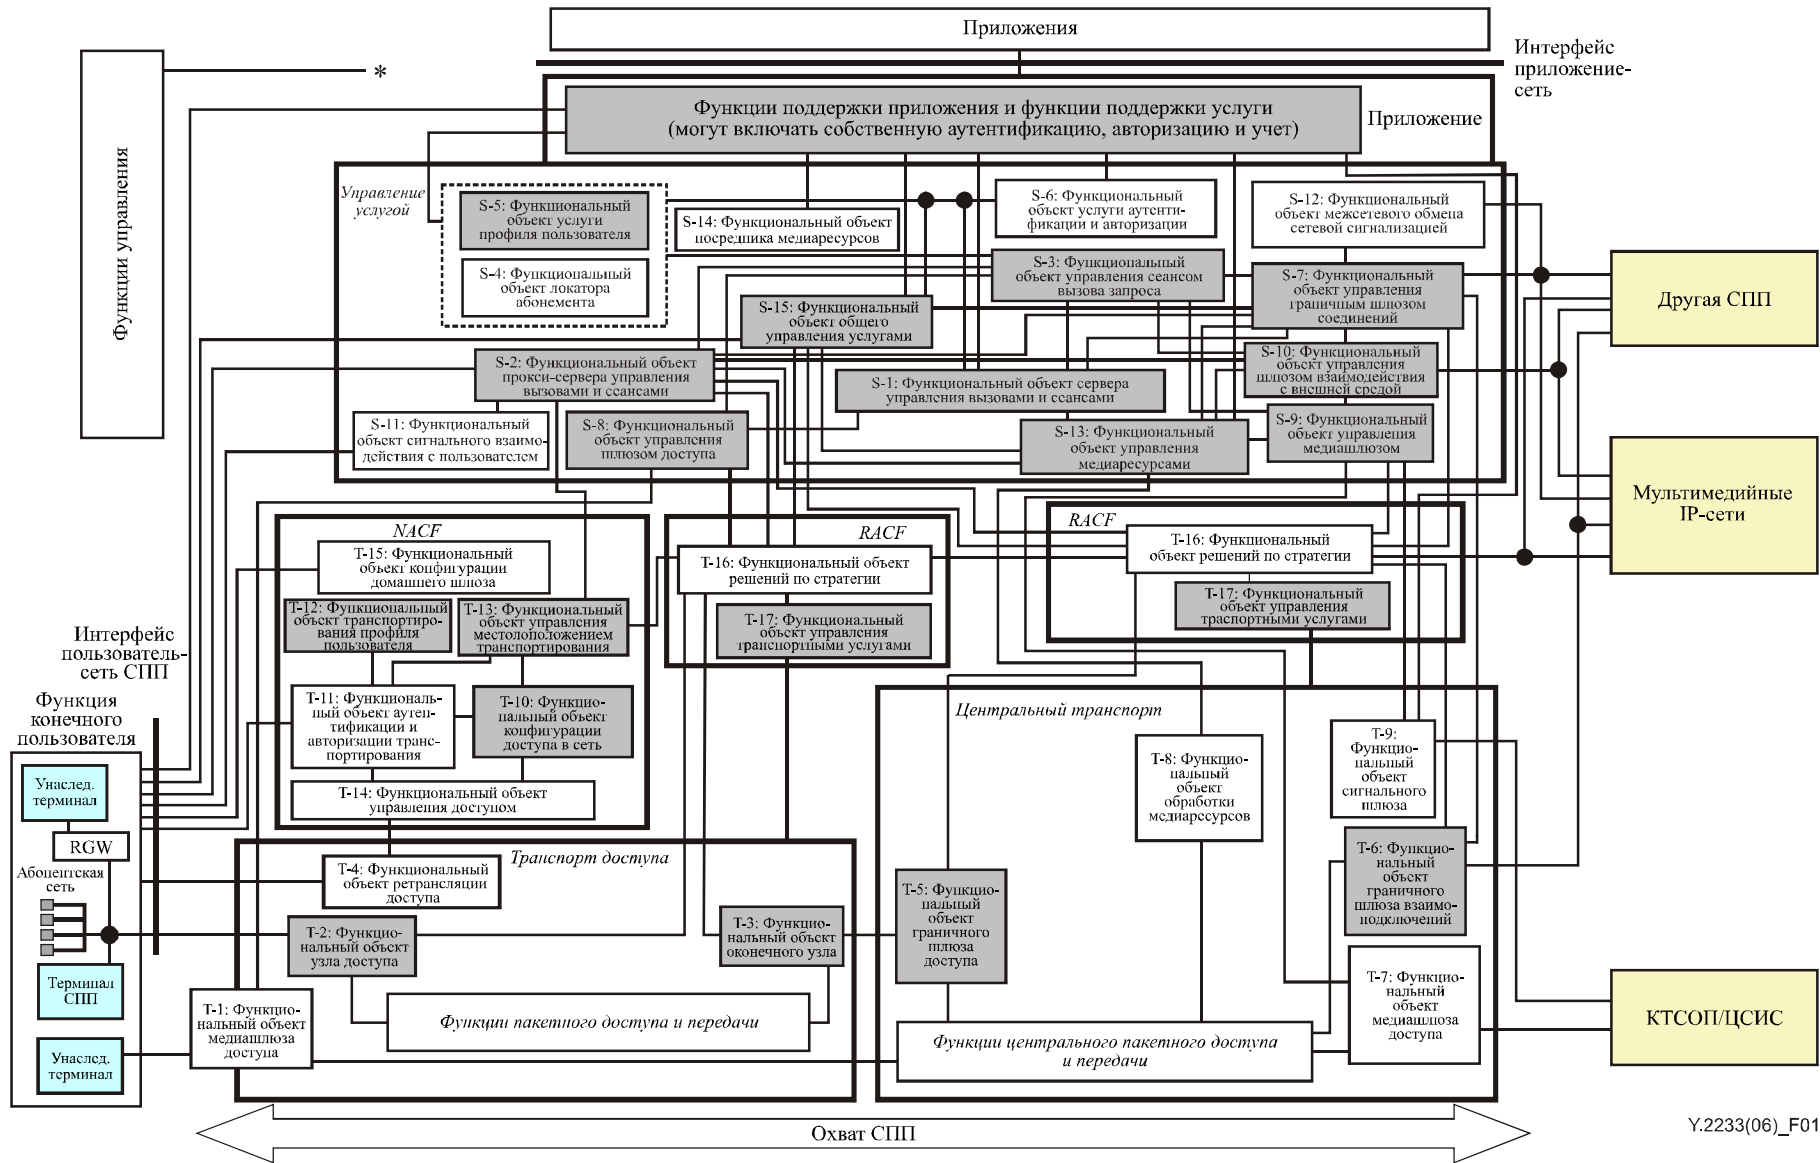 Приложения
Интерфейс
приложение-
сеть
*
Функции управления
Функции поддержки приложения и функции поддержки услуги
(могут включать собственную аутентификацию, авторизацию и учет)
Приложение
Управление
услугой
S-5: Функциональный
объект услуги
профиля пользователя
S-4: Функциональный
объект локатора
абонемента
S-14: Функциональный объект
посредника медиаресурсов
S-6: Функциональный
объект услуги аутенти-
фикации и авторизации
S-12: Функциональный
объект межсетевого обмена
сетевой сигнализацией
S-3: Функциональный
объект управления сеансом
вызова запроса
S-7: Функциональный
объект управления
граничным шлюзом
соединений
S-15: Функциональный
объект общего
управления услугами
S-2: Функциональный объект
прокси-сервера управления
вызовами и сеансами
S-1: Функциональный объект сервера
управления вызовами и сеансами
S-10: Функциональный
объект управления
шлюзом взаимодействия
с внешней средой
S-11: Функциональный
объект сигнального взаимо-
действия с пользователем
S-8: Функциональный
объект управления
шлюзом доступа
S-13: Функциональный
объект управления
медиаресурсами
S-9: Функциональный
объект управления
медиашлюзом
Другая СПП
Мультимедийные
IP-сети
КТСОП/ЦСИС
NACF
T-15: Функциональный
объект конфигурации
домашнего шлюза
T-12: Функциональный
объект транспортиро-
вания профиля
пользователя
T-13: Функциональный
объект управления
местоположением
транспортирования
T-11: Функциональ-
ный объект аутен-
тификации и
авторизации транс-
портирования
T-10: Функцио-
нальный объект
конфигурации
доступа в сеть
T-14: Функциональный объект
управления доступом
RACF
T-16: Функциональный объект
решений по стратегии
T-17: Функциональный
объект управления
транспортными услугами
RACF
T-16: Функциональный
объект решений по стратегии
T-17: Функциональный
объект управления
траспортными услугами
Интерфейс
пользователь-
сеть СПП
Функция
конечного
пользователя
Унаслед.
терминал
RGW
Абонентская
сеть
Терминал
СПП
Унаслед.
терминал
Транспорт доступа
T-4: Функциональный
объект ретрансляции
доступа
T-2: Функцио-
нальный объект
узла доступа
T-3: Функцио-
нальный объект
оконечного узла
T-1: Функцио-
нальный объект
медиашлюза
доступа
Функции пакетного доступа и передачи
Центральный транспорт
T-8: Функцио-
нальный
объект
обработки
медиаресурсов
T-9:
Функцио-
нальный
объект
сигнального
шлюза
T-5: Функцио-
нальный
объект
граничного
шлюза
доступа
T-6: Функцио-
нальный
объект
граничного
шлюза взаимо-
подключений
T-7: Функцио-
нальный
объект
медиашлюза
доступа
Функции центрального пакетного доступа
и передачи
Охват СПП
Y.2233(06)_F01